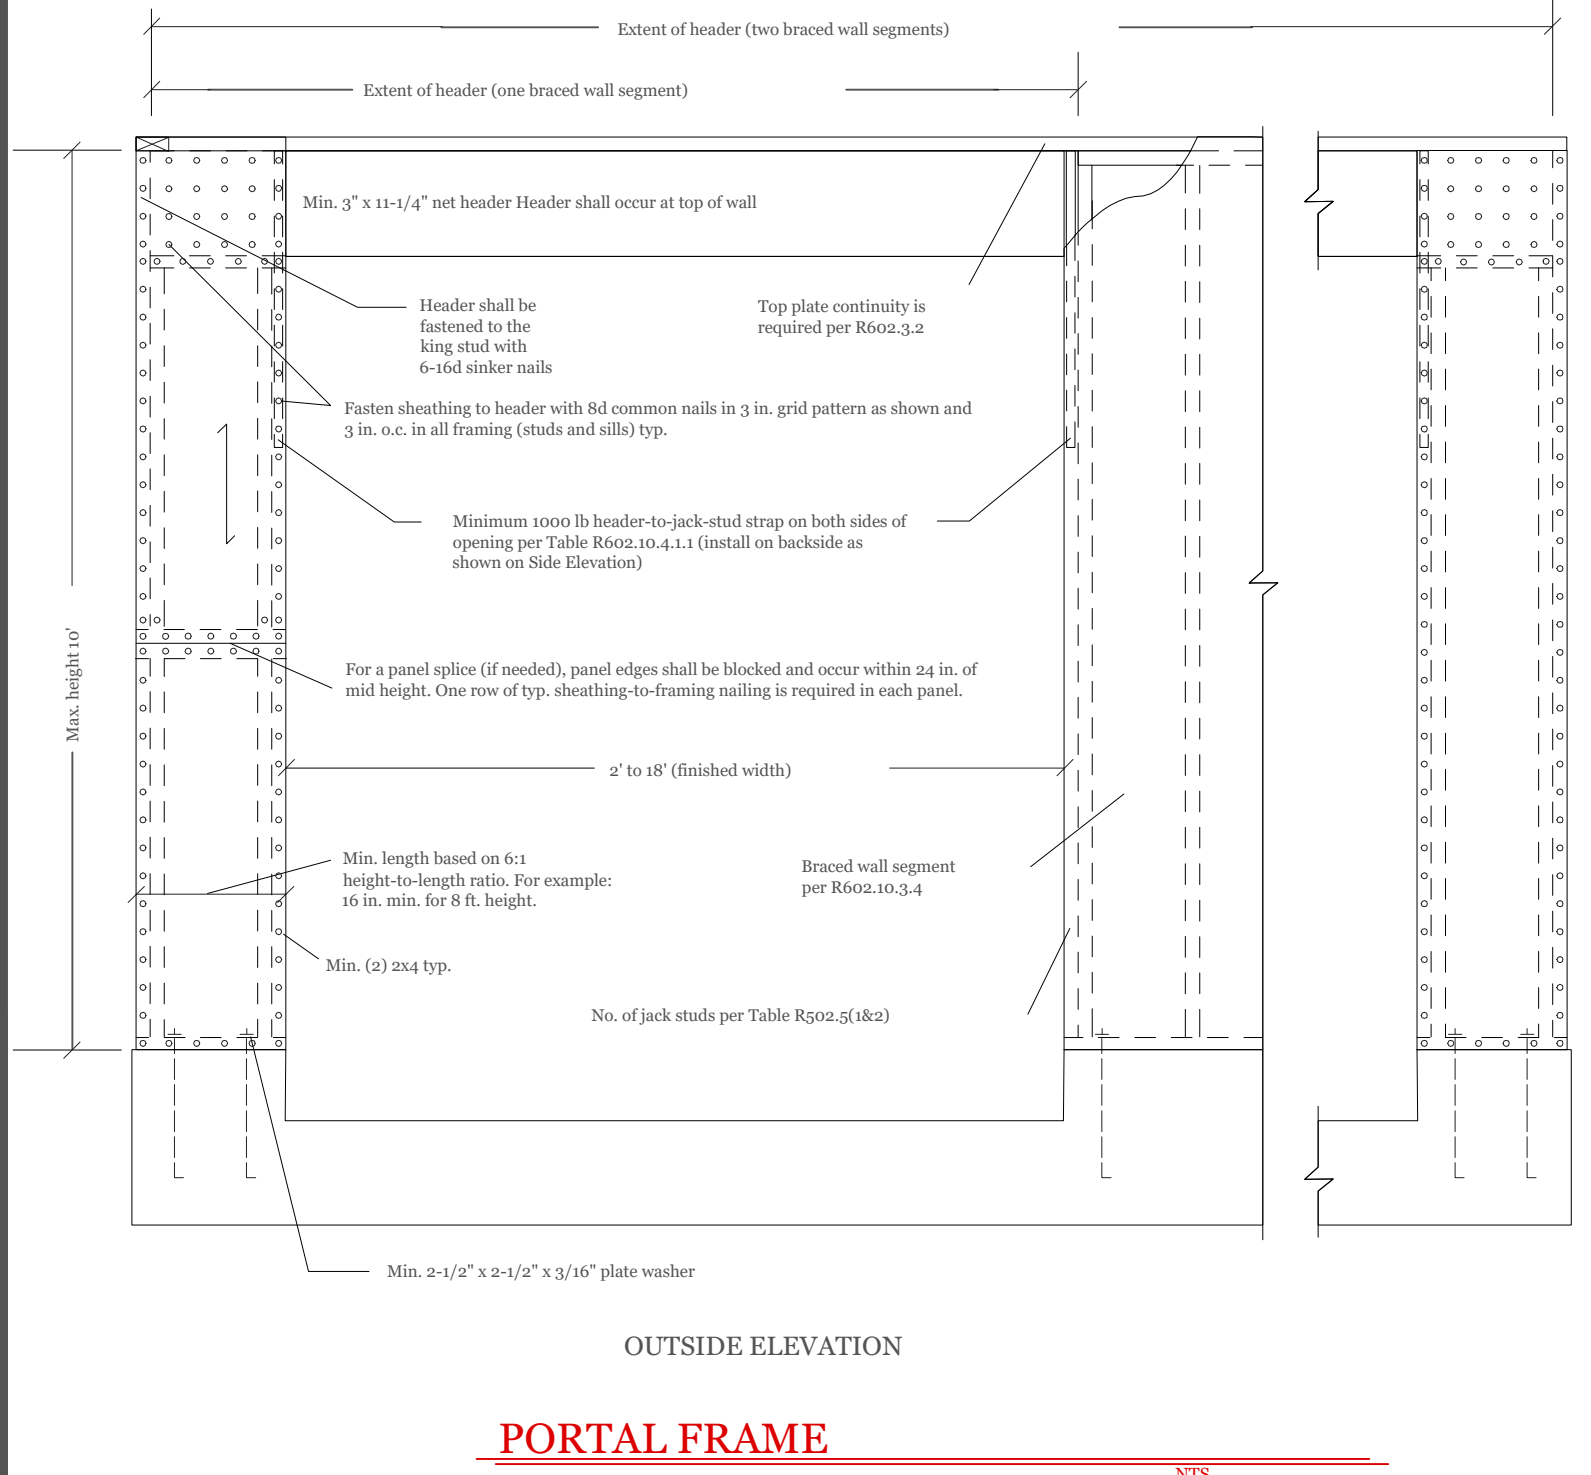 Extent of header (two braced wall segments)
Extent of header (one braced wall segment)
Min. 3" x 11-1/4" net header Header shall occur at top of wall
Header shall be
fastened to the
king stud with
6-16d sinker nails
Top plate continuity is
required per R602.3.2
Fasten sheathing to header with 8d common nails in 3 in. grid pattern as shown and
3 in. o.c. in all framing (studs and sills) typ.
Minimum 1000 lb header-to-jack-stud strap on both sides of
opening per Table R602.10.4.1.1 (install on backside as
shown on Side Elevation)
Max. height 10'
For a panel splice (if needed), panel edges shall be blocked and occur within 24 in. of
mid height. One row of typ. sheathing-to-framing nailing is required in each panel.
2' to 18' (finished width)
Min. length based on 6:1
height-to-length ratio. For example:
16 in. min. for 8 ft. height.
Braced wall segment
per R602.10.3.4
Min. (2) 2x4 typ.
No. of jack studs per Table R502.5(1&2)
Min. 2-1/2" x 2-1/2" x 3/16" plate washer
OUTSIDE ELEVATION
PORTAL FRAME
NTS